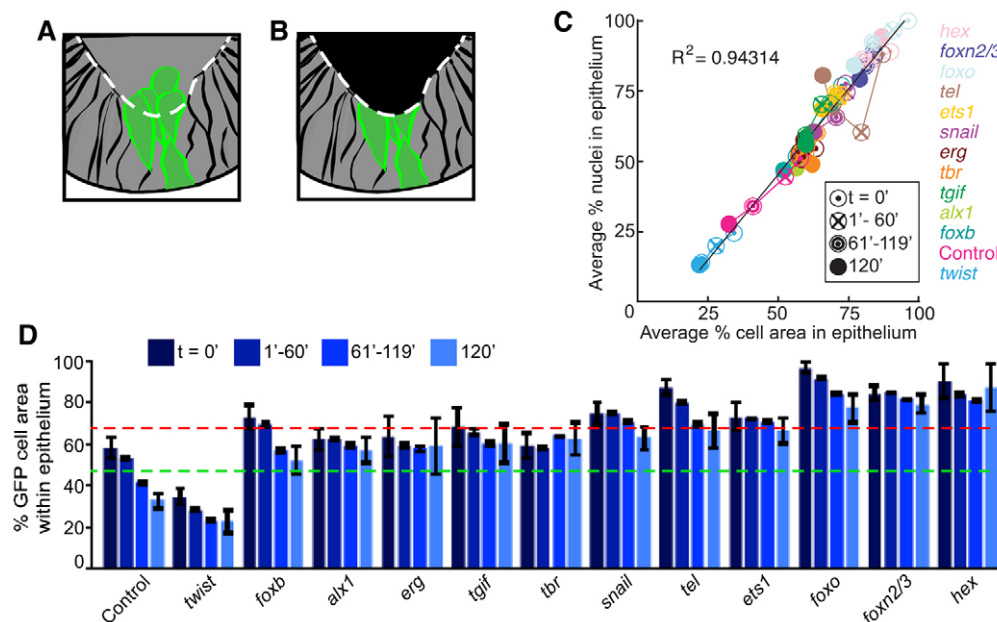 A
B
C
R² = 0.94314
Average % nuclei in epithelium
100
75
50
25
0
25
50
75
100
Average % cell area in epithelium
t = 0'
1'- 60'
61'-119'
120'
hex
foxn2/3
foxo
tel
ets1
snail
erg
tbr
tgif
alx1
foxb
Control
twist
D
t = 0'
1'-60'
61'-119'
120'
% GFP cell area
within epithelium
100
80
60
40
20
0
Control
twist
foxb
alx1
erg
tgif
tbr
snail
tel
ets1
foxo
foxn2/3
hex